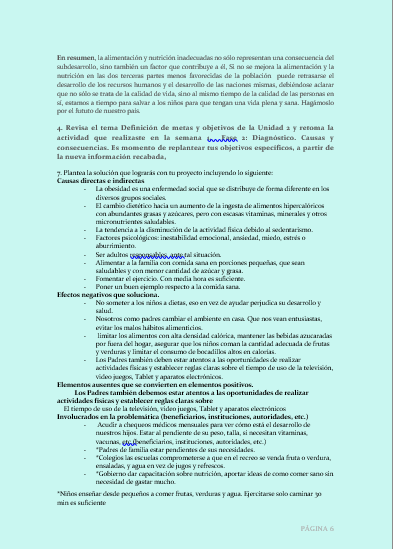 En resumen, la alimentación y nutrición inadecuadas no sólo representan una consecuencia del
subdesarrollo, sino también un factor que contribuye a él, Si no se mejora la alimentación y la
nutrición en las dos terceras partes menos favorecidas de la población puede retrasarse el
desarrollo de los recursos humanos y el desarrollo de las naciones mismas, debiéndose aclarar
que no sólo se trata de la calidad de vida, sino al mismo tiempo de la calidad de las personas en
sí, estamos a tiempo para salvar a los niños para que tengan una vida plena y sana. Hagámoslo
por el fututo de nuestro país.
4. Revisa el tema Definición de metas y objetivos de la Unidad 2 y retoma la
actividad que realizaste en la semana 4, Fase 2: Diagnóstico. Causas y
consecuencias. Es momento de replantear tus objetivos específicos, a partir de
la nueva información recabada,
7. Plantea la solución que lograrás con tu proyecto incluyendo lo siguiente:
Causas directas e indirectas
- La obesidad es una enfermedad social que se distribuye de forma diferente en los
diversos grupos sociales.
- El cambio dietético hacia un aumento de la ingesta de alimentos hipercalóricos
con abundantes grasas y azúcares, pero con escasas vitaminas, minerales y otros
micronutrientes saludables.
- La tendencia a la disminución de la actividad física debido al sedentarismo.
- Factores psicológicos: inestabilidad emocional, ansiedad, miedo, estrés o
aburrimiento.
- Ser adultos responsables, ante tal situación.
- Alimentar a la familia con comida sana en porciones pequeñas, que sean
saludables y con menor cantidad de azúcar y grasa.
- Fomentar el ejercicio. Con media hora es suficiente.
- Poner un buen ejemplo respecto a la comida sana.
Efectos negativos que soluciona.
- No someter a los niños a dietas, eso en vez de ayudar perjudica su desarrollo y
salud.
- Nosotros como padres cambiar el ambiente en casa. Que nos vean entusiastas,
evitar los malos hábitos alimenticios.
- limitar los alimentos con alta densidad calórica, mantener las bebidas azucaradas
por fuera del hogar, asegurar que los niños coman la cantidad adecuada de frutas
y verduras y limitar el consumo de bocadillos altos en calorías.
- Los Padres también deben estar atentos a las oportunidades de realizar
actividades físicas y establecer reglas claras sobre el tiempo de uso de la televisión,
video juegos, Tablet y aparatos electrónicos.
Elementos ausentes que se convierten en elementos positivos.
Los Padres también debemos estar atentos a las oportunidades de realizar
actividades físicas y establecer reglas claras sobre
El tiempo de uso de la televisión, video juegos, Tablet y aparatos electrónicos
Involucrados en la problemática (beneficiarios, instituciones, autoridades, etc.)
- Acudir a chequeos médicos mensuales para ver cómo está el desarrollo de
nuestros hijos. Estar al pendiente de su peso, talla, si necesitan vitaminas,
vacunas, etc.(beneficiarios, instituciones, autoridades, etc.)
- *Padres de familia estar pendientes de sus necesidades.
- *Colegios las escuelas comprometerse a que en el recreo se venda fruta o verdura,
ensaladas, y agua en vez de jugos y refrescos.
- *Gobierno dar capacitación sobre nutrición, aportar ideas de como comer sano sin
necesidad de gastar mucho.
*Niños enseñar desde pequeños a comer frutas, verduras y agua. Ejercitarse solo caminar 30
min es suficiente
PÁGINA 6